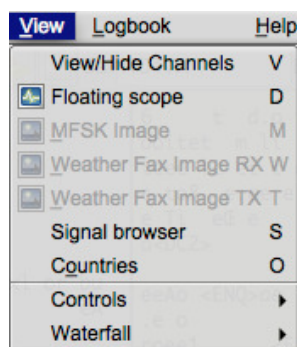 View Logbook Help
View/Hide Channels V
Floating scope D
MFSK Image M
Weather Fax Image RX W
Weather Fax Image TX T
Signal browser S
Countries O
Controls
Waterfall